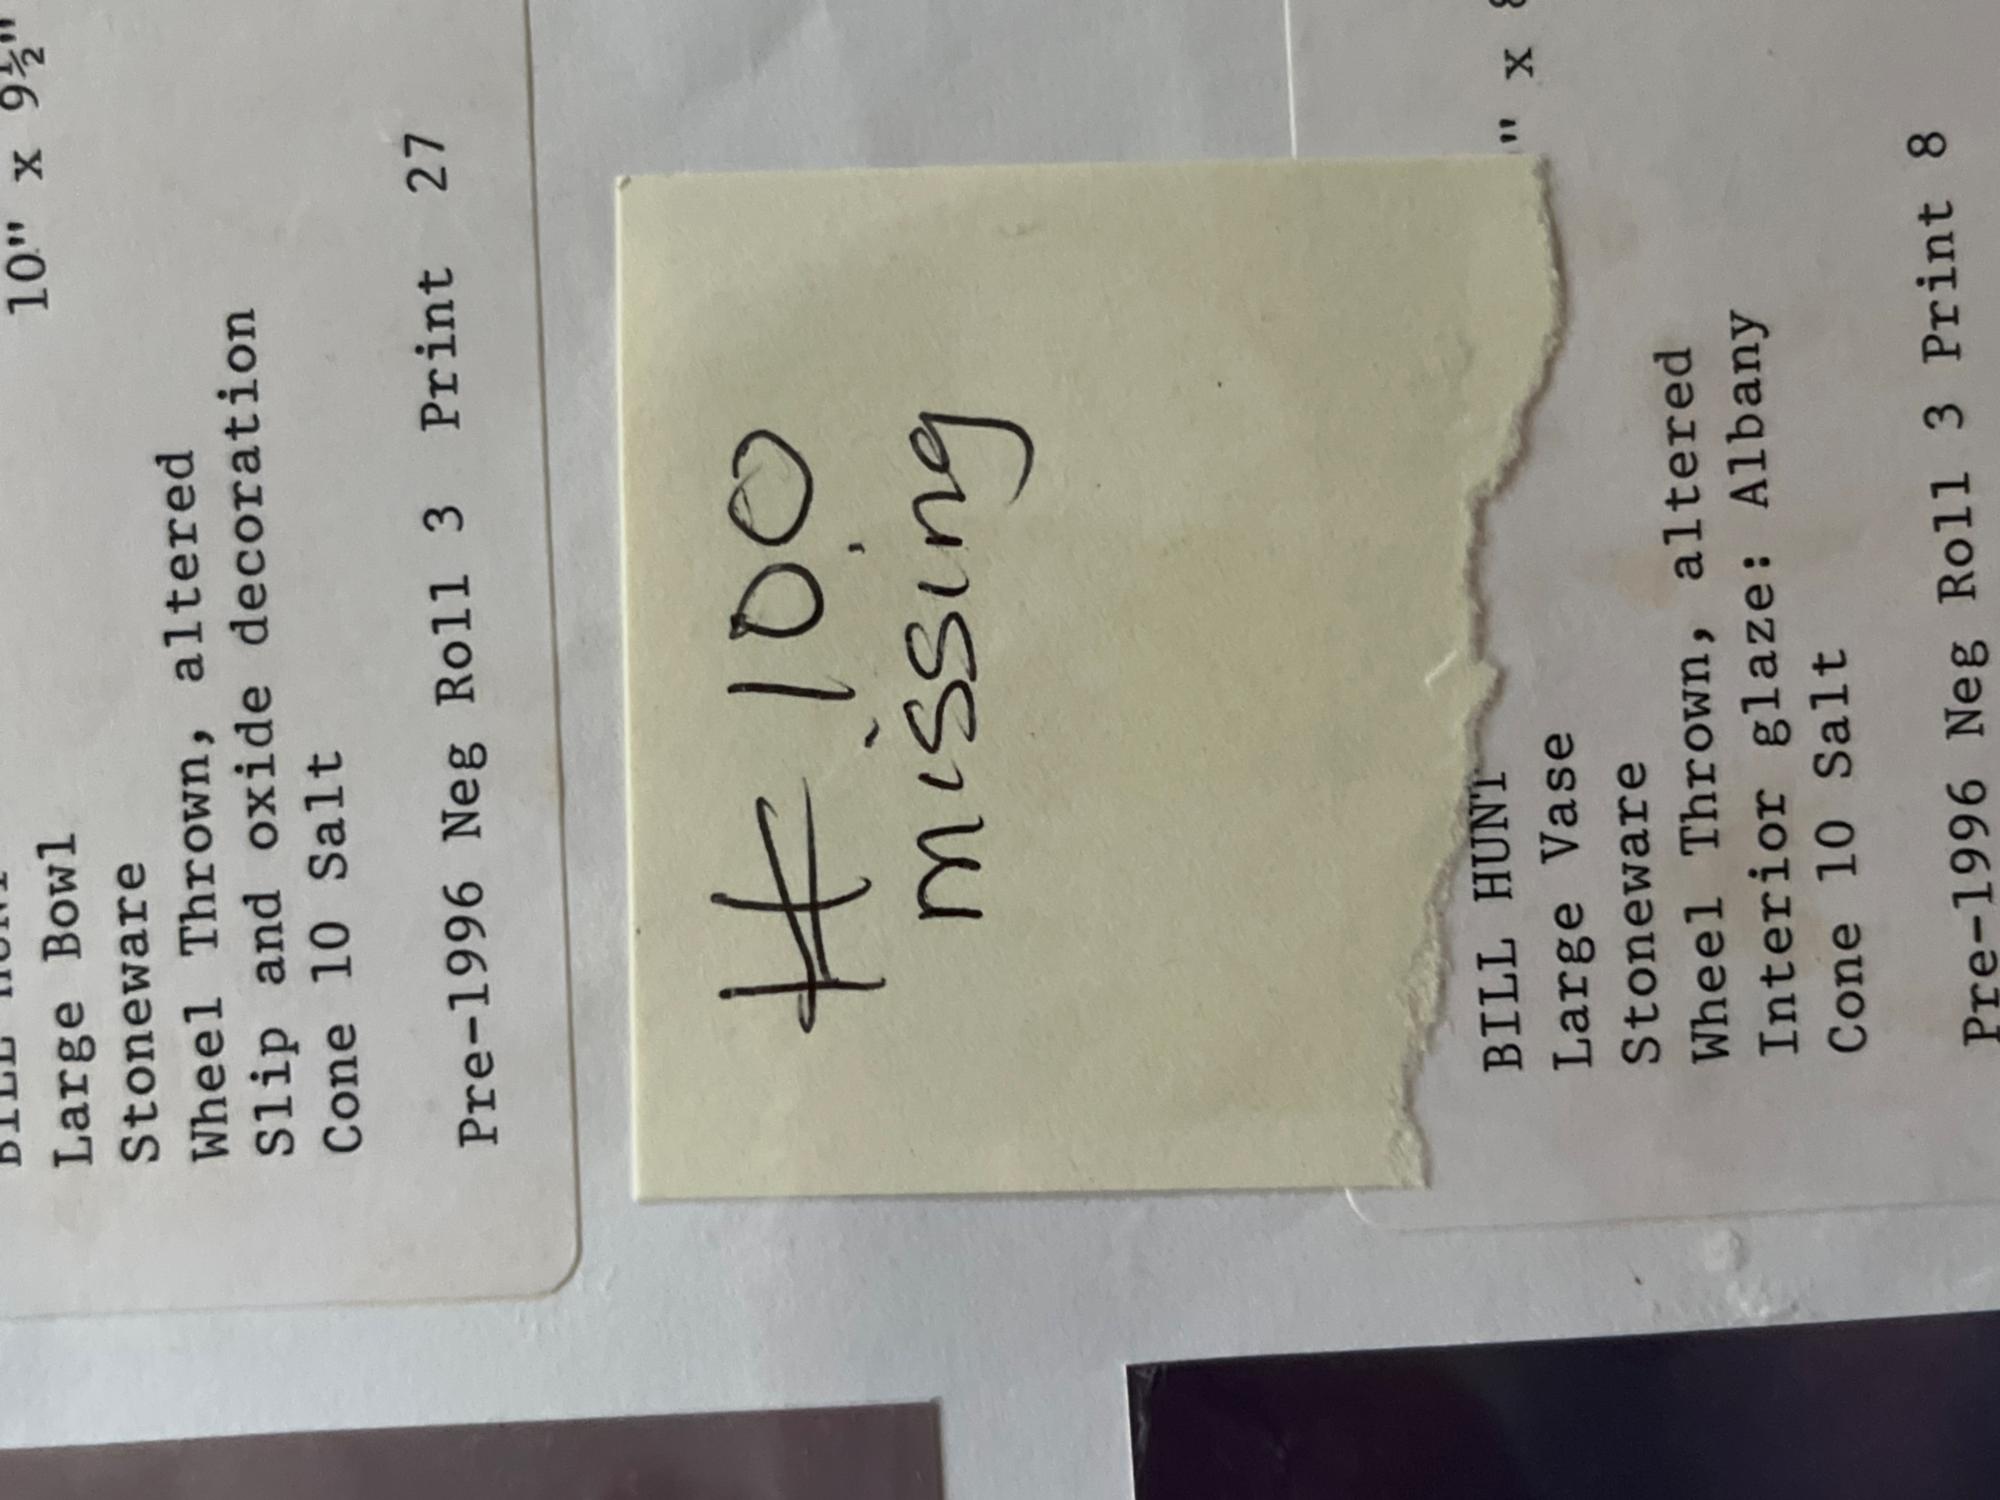 10" x 9½"
Large Bowl
Stoneware
Wheel Thrown, altered
Slip and oxide decoration
Cone 10 Salt
Pre-1996 Neg Roll 3 Print 27
# 100
missing
BILL HUNT " x
Large Vase
Stoneware
Wheel Thrown, altered
Interior glaze: Albany
Cone 10 Salt
Pre-1996 Neg Roll 3 Print 8